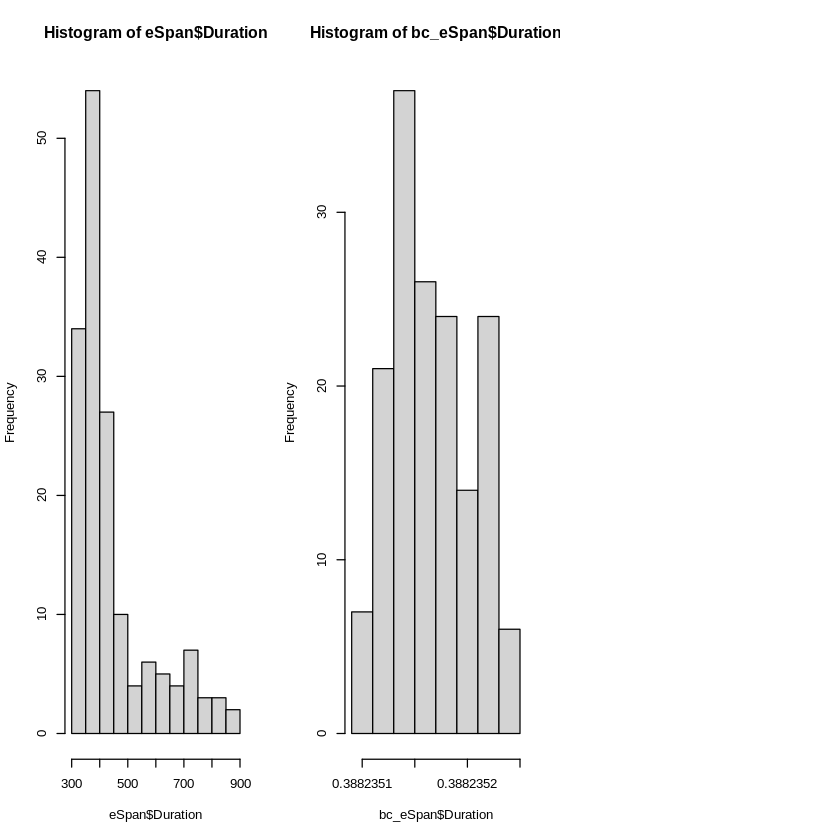 Histogram of eSpan$Duration
Frequency
50
40
30
20
10
0
300
500
700
900
eSpan$Duration
Histogram of bc_eSpan$Duration
Frequency
30
20
10
0
0.3882351
0.3882352
bc_eSpan$Duration